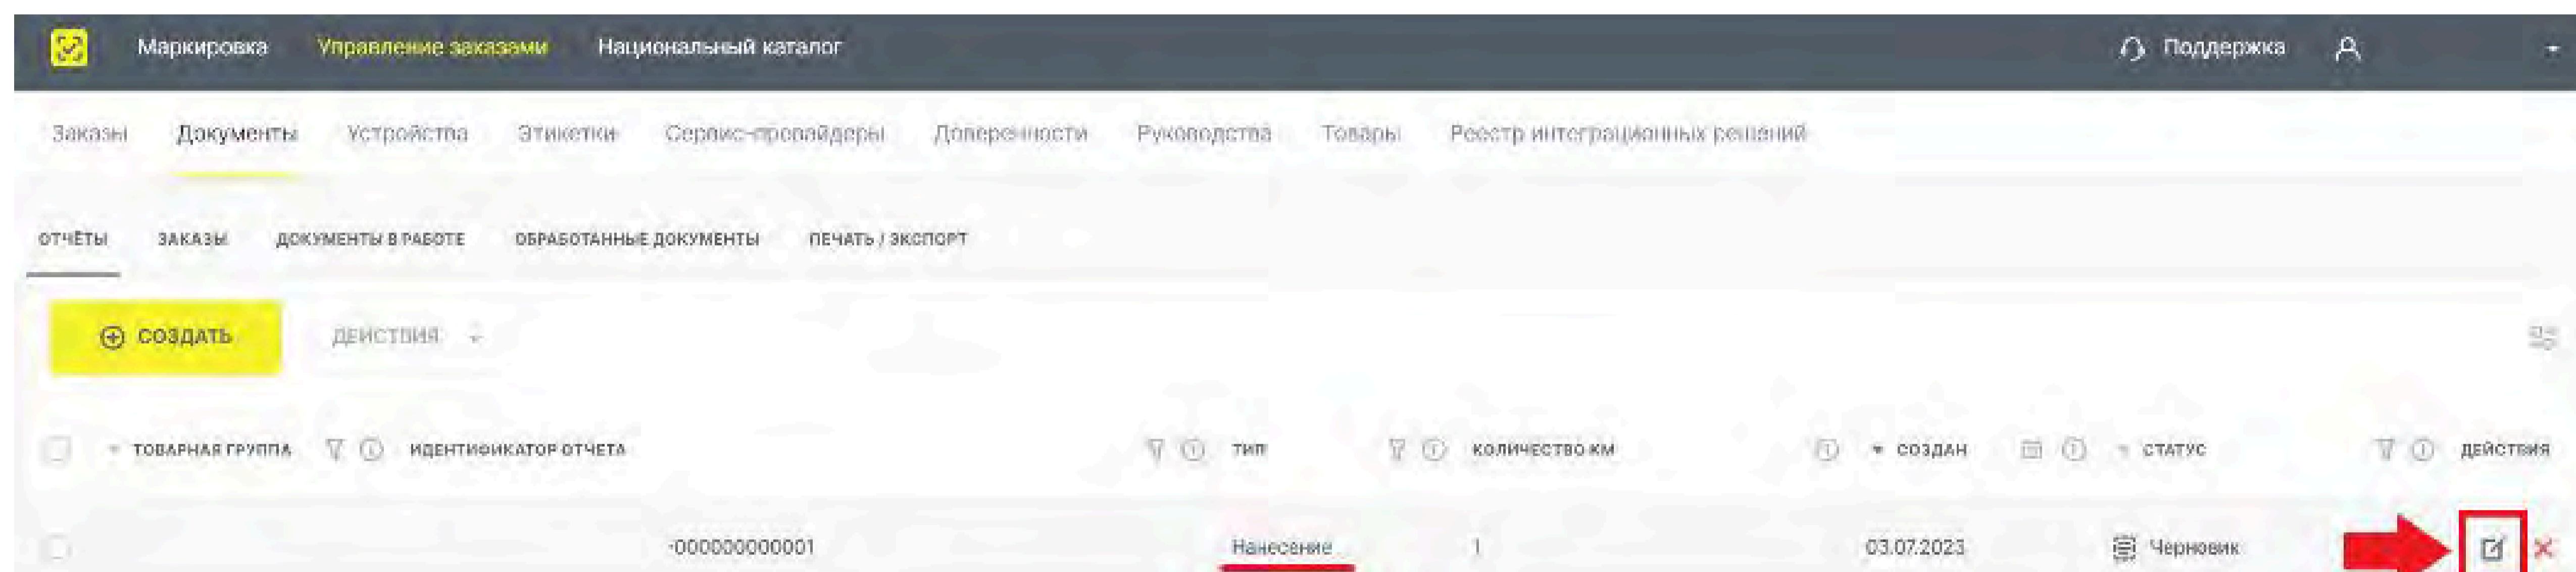 Маркировка Управление заказами Национальный каталог Поддержка
Заказы Документы Устройства Этикетки Сервис-провайдеры Доверенности Руководства Товары Реестр интеграционных решений
ОТЧЁТЫ ЗАКАЗЫ ДОКУМЕНТЫ В РАБОТЕ ОБРАБОТАННЫЕ ДОКУМЕНТЫ ПЕЧАТЬ / ЭКСПОРТ
СОЗДАТЬ ДЕЙСТВИЯ
ТОВАРНАЯ ГРУППА ИДЕНТИФИКАТОР ОТЧЕТА ТИП КОЛИЧЕСТВО КМ СОЗДАН СТАТУС ДЕЙСТВИЯ
-000000000001 Нанесение 1 03.07.2023 Черновик